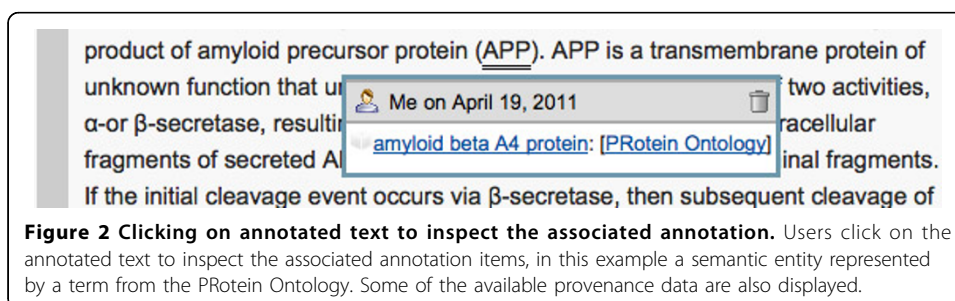 product of amyloid precursor protein (APP). APP is a transmembrane protein of
unknown function that two activities,
Me on April 19, 2011
α-or β-secretase, racellular
amyloid beta A4 protein: [PRotein Ontology]
fragments of secreted inal fragments.
If the initial cleavage event occurs via β-secretase, then subsequent cleavage of
Figure 2 Clicking on annotated text to inspect the associated annotation. Users click on the
annotated text to inspect the associated annotation items, in this example a semantic entity represented
by a term from the PRotein Ontology. Some of the available provenance data are also displayed.